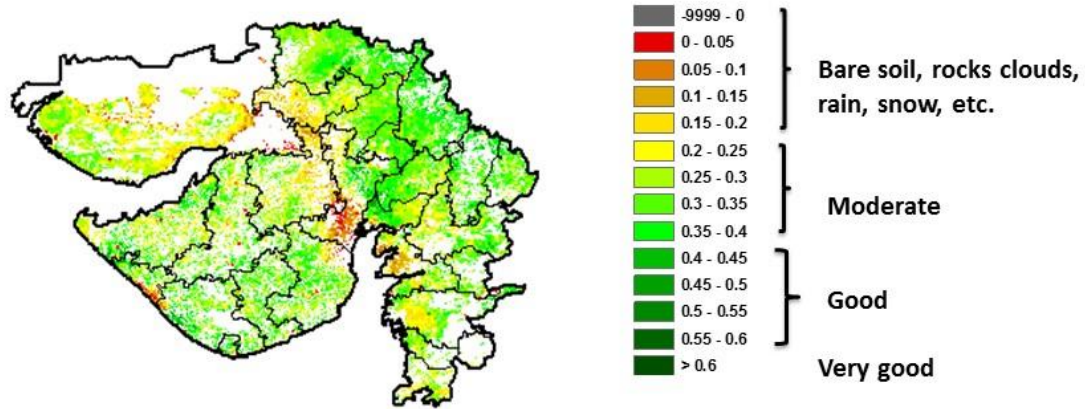 -9999 - 0
0 - 0.05
0.05 - 0.1
0.1 - 0.15
0.15 - 0.2
0.2 - 0.25
0.25 - 0.3
0.3 - 0.35
0.35 - 0.4
0.4 - 0.45
0.45 - 0.5
0.5 - 0.55
0.55 - 0.6
> 0.6
Bare soil, rocks clouds,
rain, snow, etc.
Moderate
Good
Very good